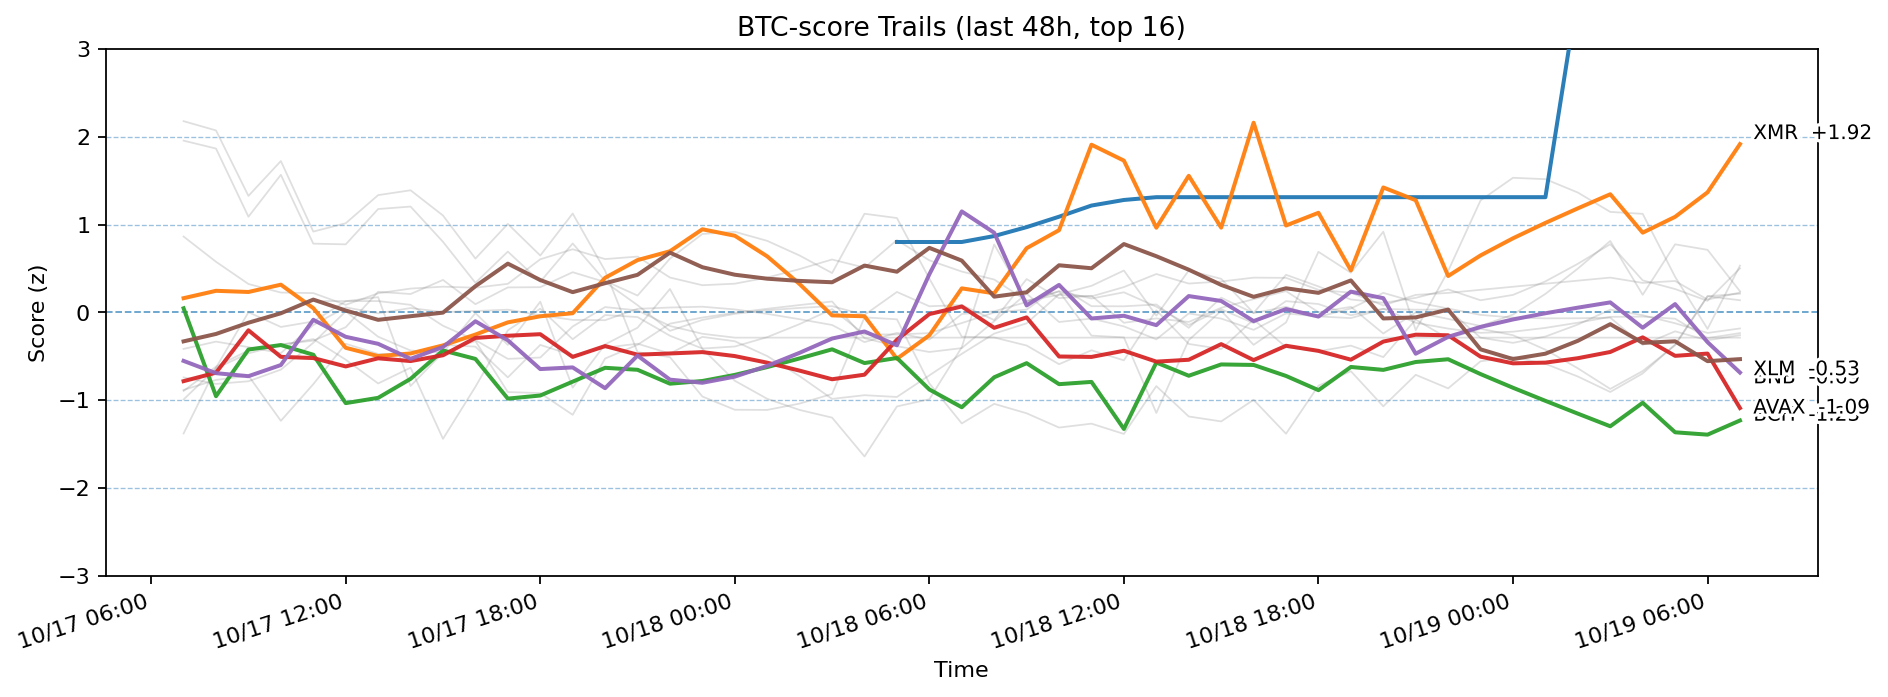 BTC-score Trails (last 48h, top 16)
Score (z)
3
2
1
0
−1
−2
−3
XMR +1.92
XLM -0.53
AVAX -1.09
10/17 06:00
10/17 12:00
10/17 18:00
10/18 00:00
10/18 06:00
10/18 12:00
10/18 18:00
10/19 00:00
10/19 06:00
Time